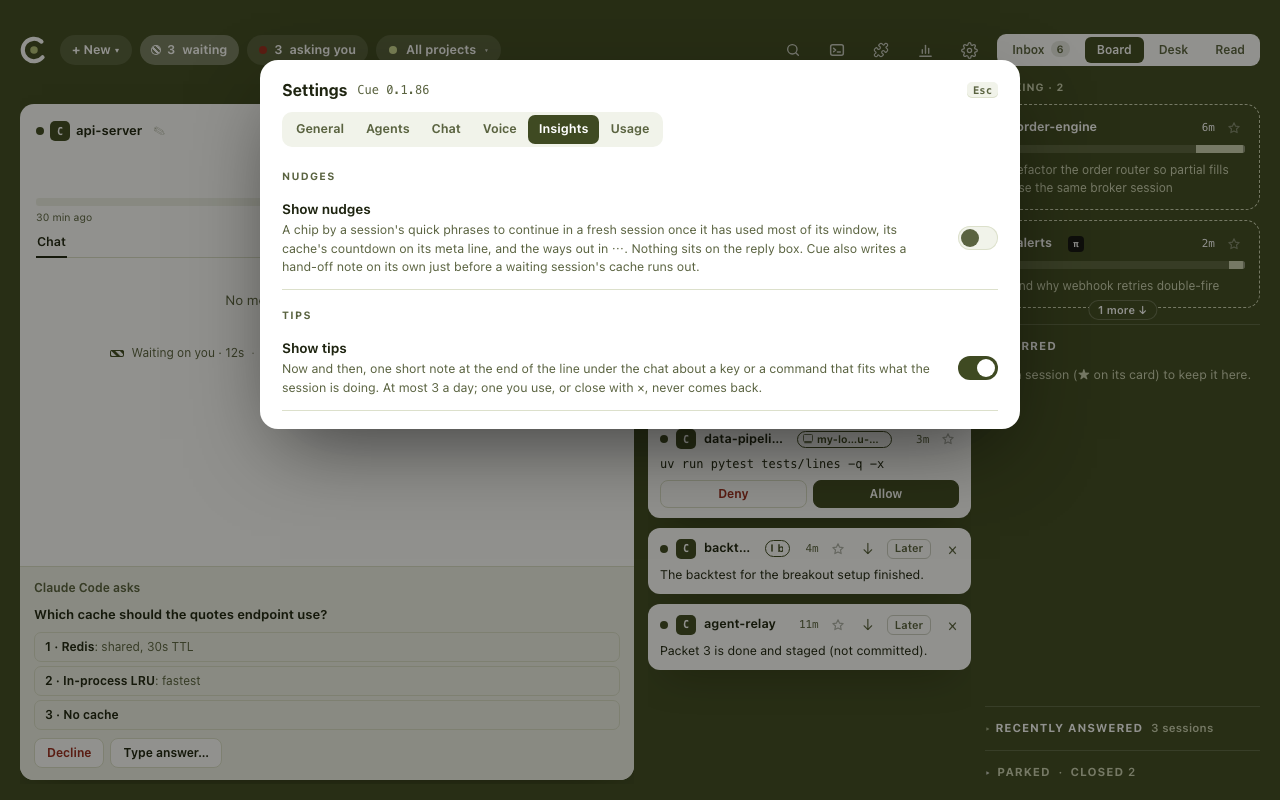 + New ▾
3 waiting
3 asking you
All projects
Inbox 6
Board
Desk
Read
Settings Cue 0.1.86
Esc
General
Agents
Chat
Voice
Insights
Usage
NUDGES
Show nudges
A chip by a session's quick phrases to continue in a fresh session once it has used most of its window, its
cache's countdown on its meta line, and the ways out in ···. Nothing sits on the reply box. Cue also writes a
hand-off note on its own just before a waiting session's cache runs out.
TIPS
Show tips
Now and then, one short note at the end of the line under the chat about a key or a command that fits what the
session is doing. At most 3 a day; one you use, or close with ×, never comes back.
C api-server
30 min ago
Chat
No
Waiting on you · 12s ·
Claude Code asks
Which cache should the quotes endpoint use?
1 · Redis: shared, 30s TTL
2 · In-process LRU: fastest
3 · No cache
Decline
Type answer...
C data-pipeli... my-lo...u-... 3m
uv run pytest tests/lines -q -x
Deny
Allow
C backt... 4m
Later ×
The backtest for the breakout setup finished.
C agent-relay 11m
Later ×
Packet 3 is done and staged (not committed).
ING · 2
order-engine 6m
efactor the order router so partial fills
se the same broker session
alerts π 2m
nd why webhook retries double-fire
1 more ↓
RRED
session (★ on its card) to keep it here.
RECENTLY ANSWERED 3 sessions
PARKED · CLOSED 2